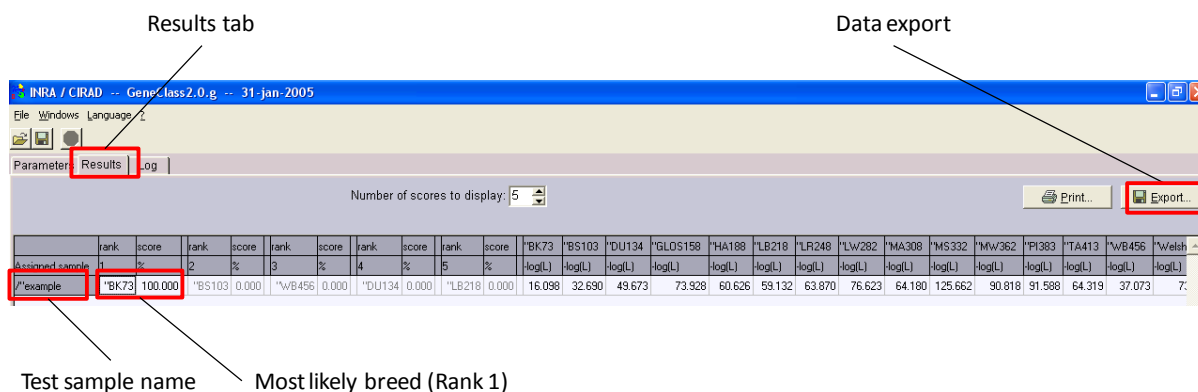 Results tab
Data export
INRA / CIRAD -- GeneClass2.0.g -- 31-jan-2005
File Windows Language ?
Parameters Results Log
Number of scores to display: 5 Print... Export...
rank score rank score rank score rank score rank score "BK73 "BS103 "DU134 "GLOS158 "HA188 "LB218 "LR248 "LW282 "MA308 "MS332 "MW362 "PI383 "TA413 "WB456 "Welsh
Assigned sample 1 % 2 % 3 % 4 % 5 % -log(L) -log(L) -log(L) -log(L) -log(L) -log(L) -log(L) -log(L) -log(L) -log(L) -log(L) -log(L) -log(L) -log(L) -log(L)
/"example "BK73 100.000 "BS103 0.000 "WB456 0.000 "DU134 0.000 "LB218 0.000 16.098 32.690 49.673 73.928 60.626 59.132 63.870 76.623 64.180 125.662 90.818 91.588 64.319 37.073
Test sample name
Most likely breed (Rank 1)